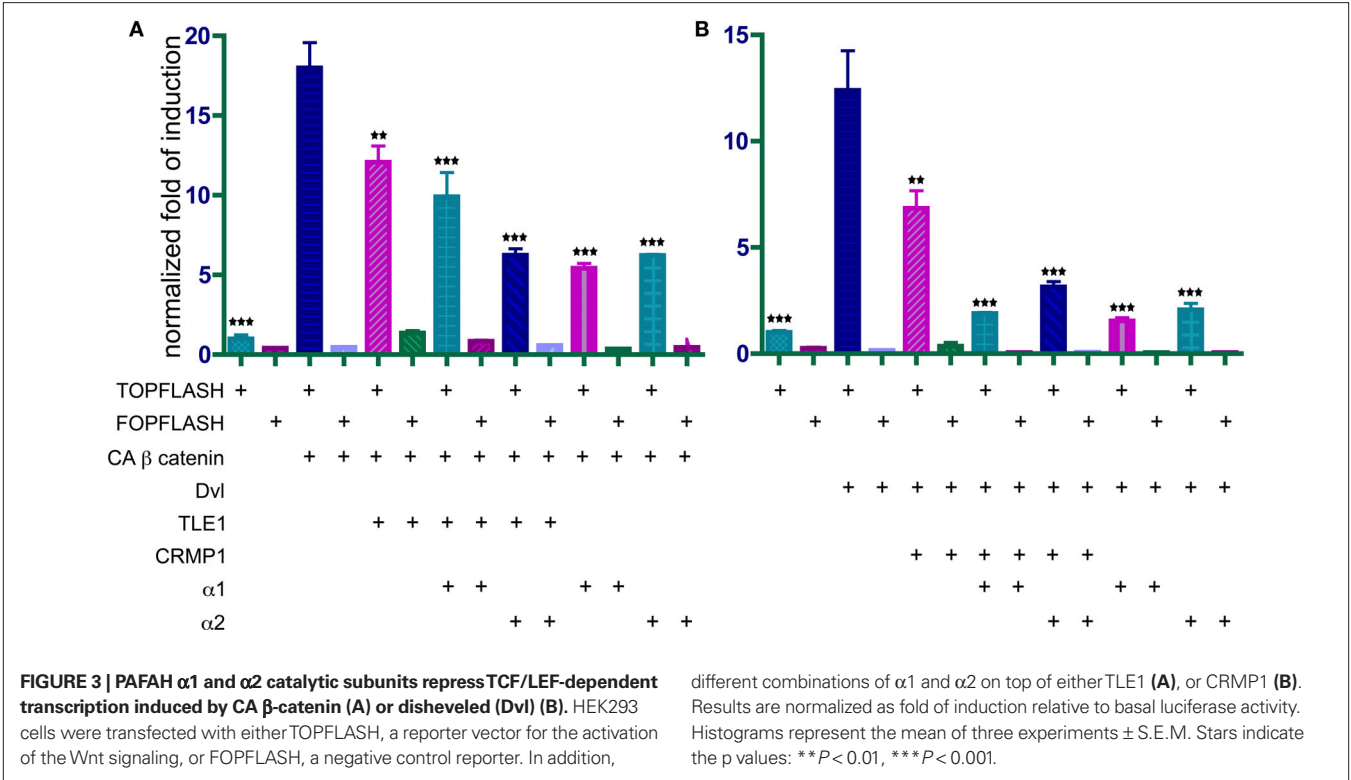 A
B
normalized fold of induction
20
15
10
5
0
15
10
5
0
*** ** *** *** *** ***
*** ** *** *** *** ***
TOPFLASH + + + + + + + + + + + + + +
FOPFLASH + + + + + + + + + + + + + +
CA β catenin + + + + + + + + + + + +
Dvl + + + + + + + + + + + +
TLE1 + + + + + +
CRMP1 + + + + + +
α1 + + + + + + + +
α2 + + + + + + + +
FIGURE 3 | PAFAH α1 and α2 catalytic subunits repress TCF/LEF-dependent
transcription induced by CA β-catenin (A) or disheveled (Dvl) (B). HEK293
cells were transfected with either TOPFLASH, a reporter vector for the activation
of the Wnt signaling, or FOPFLASH, a negative control reporter. In addition,
different combinations of α1 and α2 on top of either TLE1 (A), or CRMP1 (B).
Results are normalized as fold of induction relative to basal luciferase activity.
Histograms represent the mean of three experiments ± S.E.M. Stars indicate
the p values: **P < 0.01, ***P < 0.001.